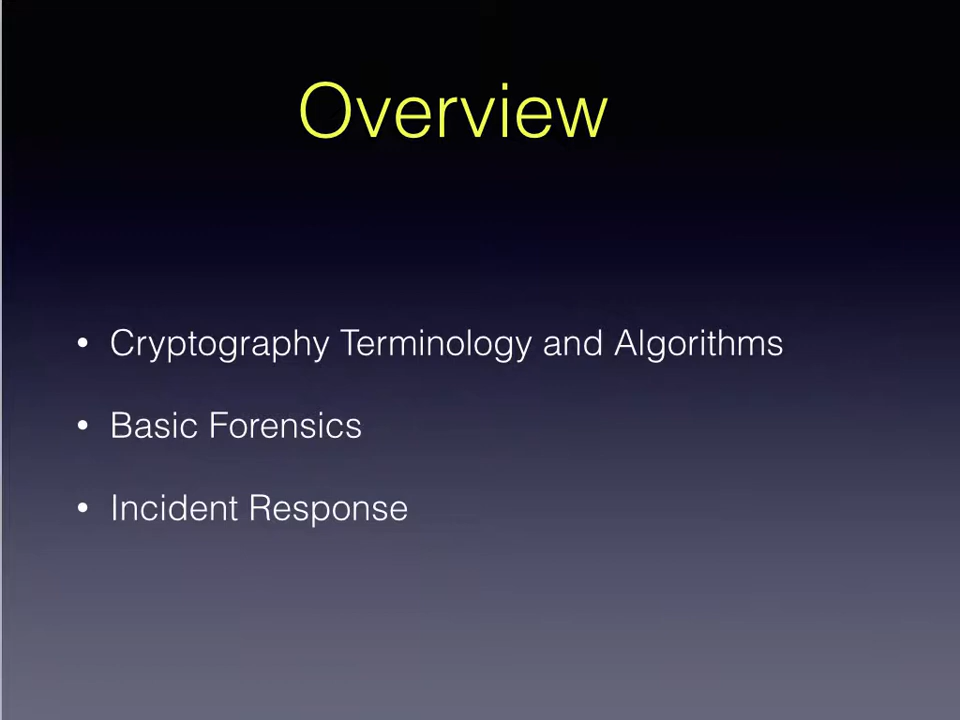 Overview
• Cryptography Terminology and Algorithms
• Basic Forensics
• Incident Response